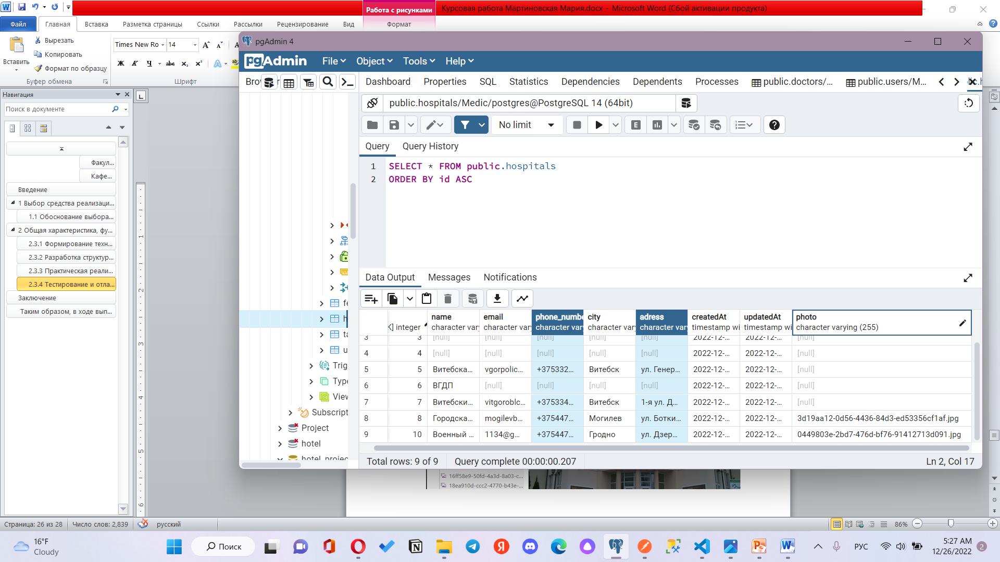 Работа с рисунками
Курсовая работа Мартиновская Мария.docx - Microsoft Word (Сбой активации продукта)
Файл
Главная
Вставка
Разметка страницы
Ссылки
Рассылки
Рецензирование
Вид
Формат
Вставить
Вырезать
Копировать
Формат по образцу
Буфер обмена
Times New Ro
14
Шрифт
Навигация
Поиск в документе
Факул...
Кафе...
Введение
1 Выбор средства реализаци...
1.1 Обоснование выбора...
2 Общая характеристика, фу...
2.3.1 Формирование техн...
2.3.2 Разработка структур...
2.3.3 Практическая реали...
2.3.4 Тестирование и отла...
Заключение
Таким образом, в ходе вып...
pgAdmin 4
pgAdmin
File
Object
Tools
Help
Dashboard
Properties
SQL
Statistics
Dependencies
Dependents
Processes
public.doctors/...
public.users/M...
public.hospitals/Medic/postgres@PostgreSQL 14 (64bit)
No limit
Query
Query History
1 SELECT * FROM public.hospitals
2 ORDER BY id ASC
Trig
Type
View
Subscript
Project
hotel
hotel_projec
Data Output
Messages
Notifications
[K] integer
name
character var
email
character var
phone_numbe
character var
city
character var
adress
character var
createdAt
timestamp wi
updatedAt
timestamp wi
photo
character varying (255)
3 3 [null] [null] [null] [null] [null] 2022-12-... 2022-12-... [null]
4 4 [null] [null] [null] [null] [null] 2022-12-... 2022-12-... [null]
5 5 Витебска... vgorpolic... +375332... Витебск ул. Генер... 2022-12-... 2022-12-... [null]
6 6 ВГДП [null] [null] [null] [null] 2022-12-... 2022-12-... [null]
7 7 Витебски... vitgoroblc... +375334... Витебск 1-я ул. Д... 2022-12-... 2022-12-... [null]
8 8 Городска... mogilevb... +375447... Могилев ул. Ботки... 2022-12-... 2022-12-... 3d19aa12-0d56-4436-84d3-ed53356cf1af.jpg
9 10 Военный ... 1134@g... +375447... Гродно ул. Дзер... 2022-12-... 2022-12-... 0449803e-2bd7-476d-bf76-91412713d091.jpg
Total rows: 9 of 9
Query complete 00:00:00.207
Ln 2, Col 17
16ff58e9-50fd-4a3d-8a03-c...
18ea910d-ccc2-4770-b43e-...
Страница: 26 из 28
Число слов: 2,839
русский
86%
16°F
Cloudy
Поиск
РУС
5:27 AM
12/26/2022
2